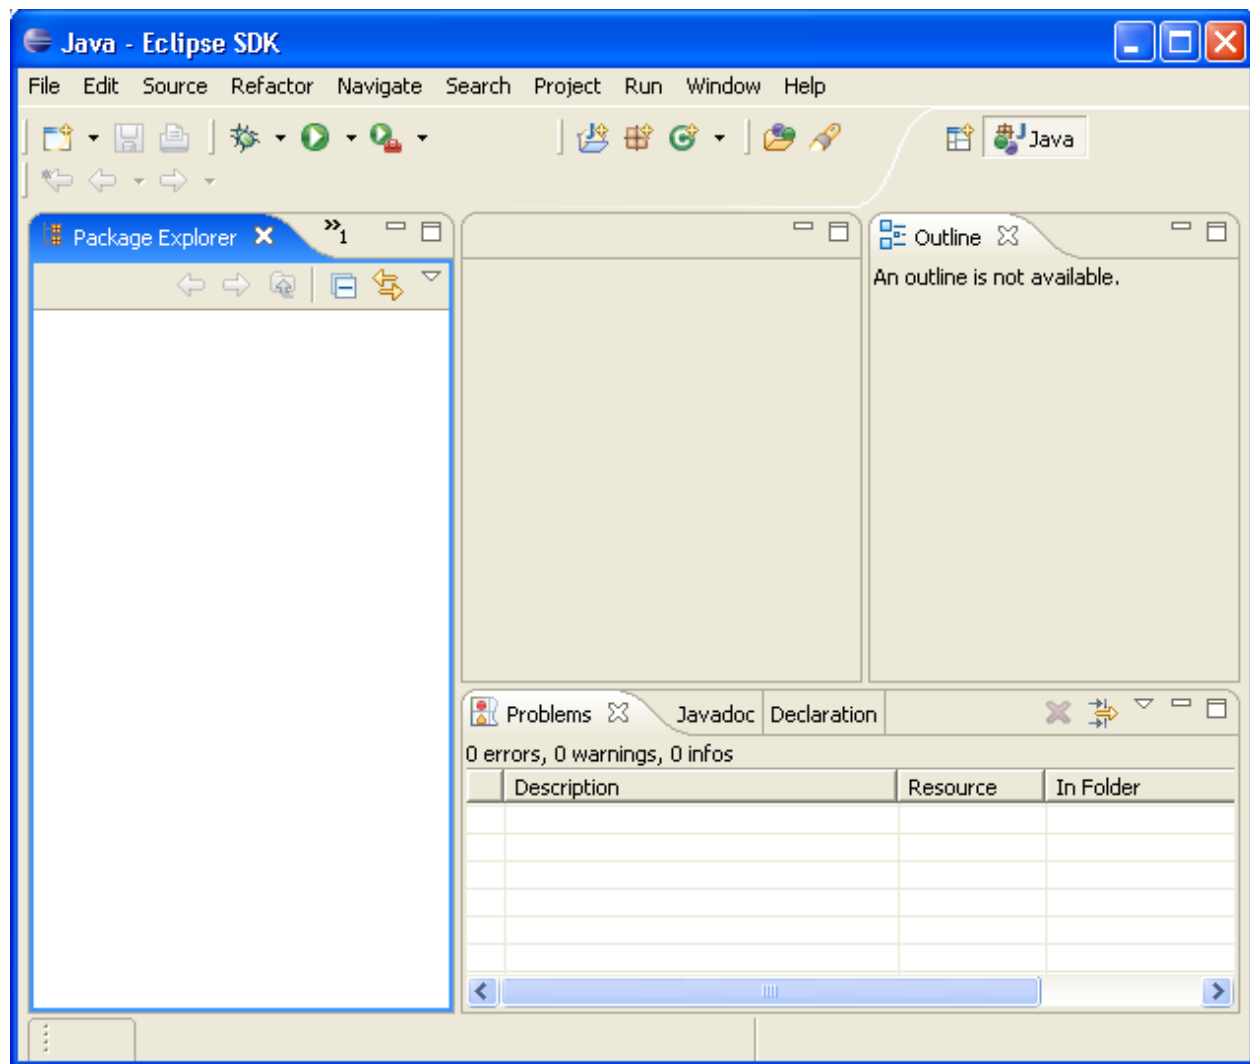 Java - Eclipse SDK
File Edit Source Refactor Navigate Search Project Run Window Help
Java
Package Explorer »1
Outline
An outline is not available.
Problems Javadoc Declaration
0 errors, 0 warnings, 0 infos
Description Resource In Folder